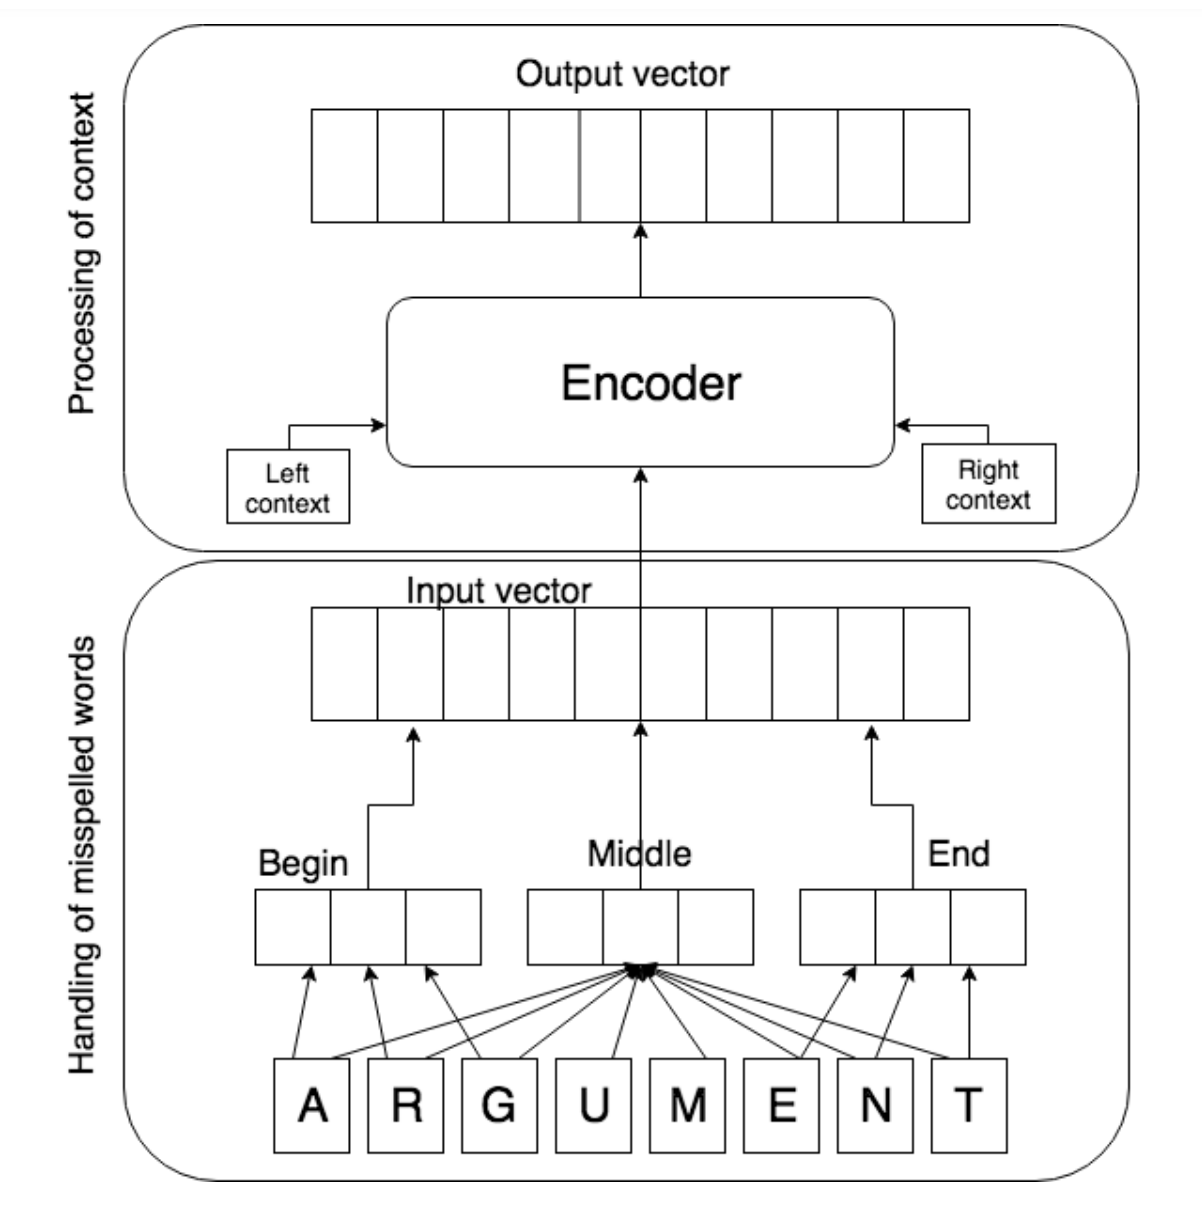 Processing of context
Output vector
Encoder
Left
context
Right
context
Handling of misspelled words
Input vector
Begin
Middle
End
A R G U M E N T